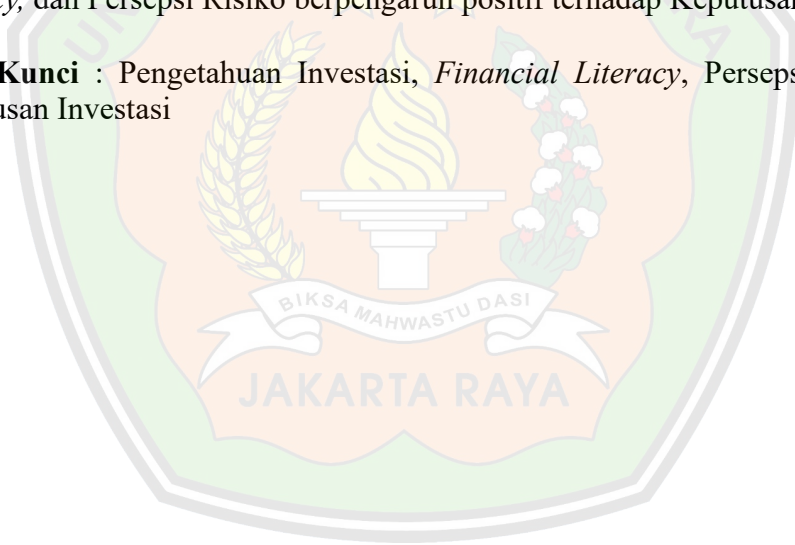 dan Persepsi Risiko berpengaruh positif terhadap Keputusan
Kunci : Pengetahuan Investasi, Financial Literacy, Perseps
usan Investasi
BIKSA MAHWASTU DASI
JAKARTA RAYA